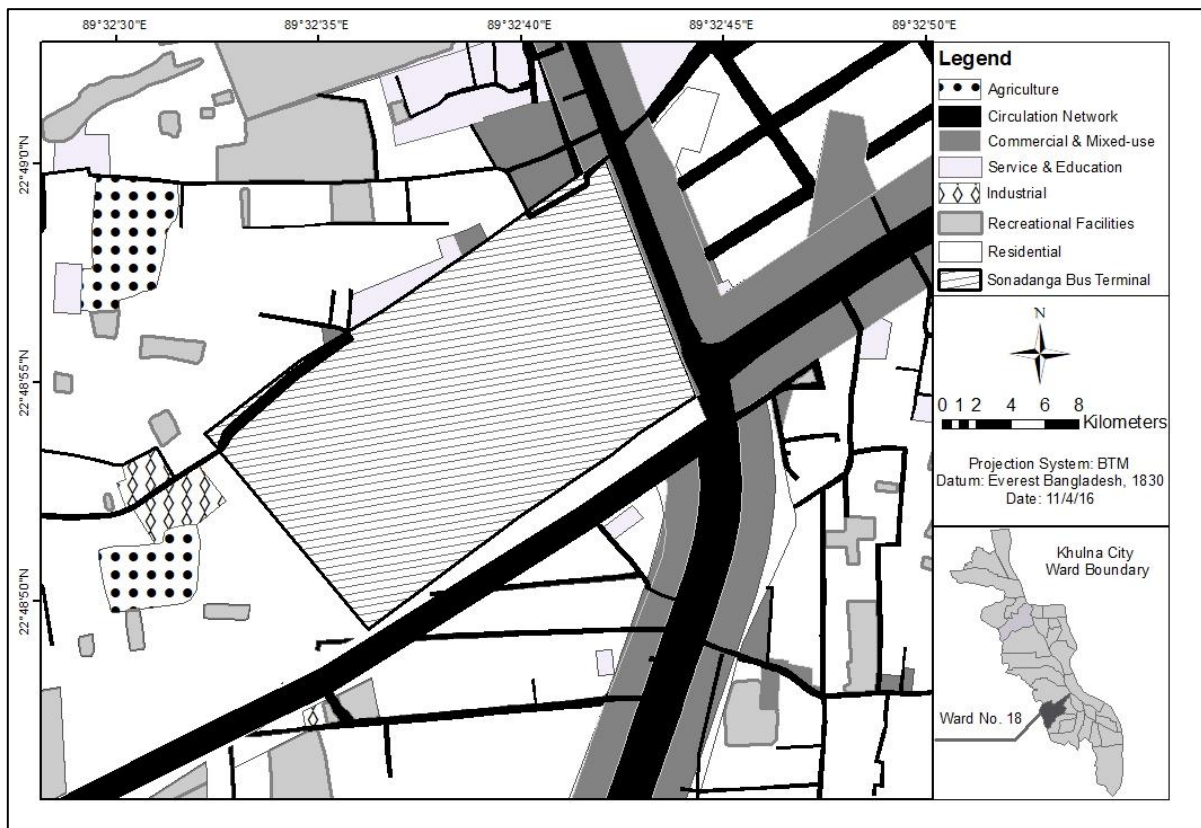 89°32'30"E 89°32'35"E 89°32'40"E 89°32'45"E 89°32'50"E
22°49'0"N
22°48'55"N
22°48'50"N
Legend
Agriculture
Circulation Network
Commercial & Mixed-use
Service & Education
Industrial
Recreational Facilities
Residential
Sonadanga Bus Terminal
N
0 1 2 4 6 8
Kilometers
Projection System: BTM
Datum: Everest Bangladesh, 1830
Date: 11/4/16
Khulna City
Ward Boundary
Ward No. 18